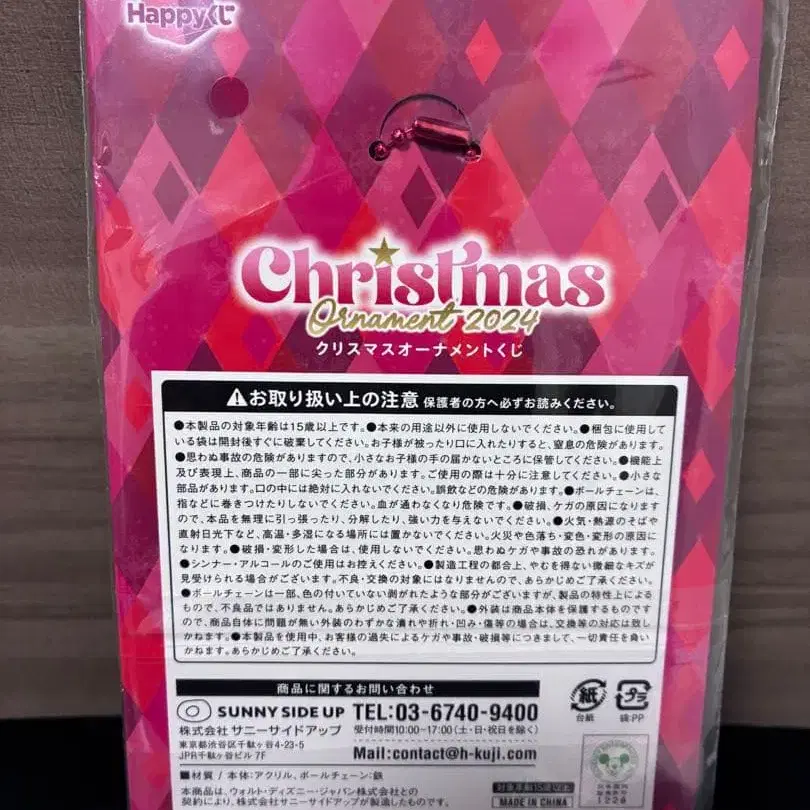 Happyくじ
Christmas
Ornament 2024
クリスマスオーナメントくじ
⚠お取り扱い上の注意 保護者の方へ必ずお読みください。
●本製品の対象年齢は15歳以上です。●本来の用途以外に使用しないでください。●梱包に使用して
いる袋は開封後すぐに破棄してください。お子様が被ったり口に入れたりすると、窒息の危険があります。
●思わぬ事故の危険がありますので、小さなお子様の手の届かないところに保管してください。●機能上
及び表現上、商品の一部に尖った部分があります。ご使用の際は十分に注意してください。●小さな
部品があります。口の中には絶対に入れないでください。誤飲などの危険があります。●ボールチェーンは、
指などに巻きつけたりしないでください。血が通わなくなり危険です。●破損、ケガの原因になります
ので、本品を無理に引っ張ったり、分解したり、強い力を与えないでください。●火気・熱源のそばや
直射日光下など、高温・多湿になる場所には置かないでください。火災や色落ち・変色・変形の原因に
なります。●破損・変形した場合は、使用しないでください。思わぬケガや事故の恐れがあります。
●シンナー・アルコールのご使用はお控えください。●製造工程の都合上、やむを得ない微細なキズが
見受けられる場合がございます。不良・交換の対象にはなりませんので、あらかじめご了承ください。
●ボールチェーンは一部、色の付いていない剥がれたような部分がございますが、製品の特性上による
もので、不良品ではありません。あらかじめご了承ください。●外装は商品本体を保護するものです
ので、商品自体に問題が無い外装のわずかな潰れや折れ・凹み・傷等の場合は、交換等の対応は致し
かねます。●本製品を使用中、お客様の過失によるケガや事故・破損等につきまして、一切責任を負い
かねます。あらかじめご了承ください。
商品に関するお問い合わせ
SUNNY SIDE UP TEL:03-6740-9400
株式会社 サニーサイドアップ 受付時間10:00~17:00(土・日・祝日を除く)
東京都渋谷区千駄ヶ谷4-23-5
JPR千駄ヶ谷ビル 7F Mail:contact@h-kuji.com
紙 プラ
台紙 袋:PP
■材質 / 本体:アクリル、ボールチェーン:鉄
本商品は、ウォルト・ディズニー・ジャパン株式会社との
契約により、株式会社サニーサイドアップが製造したものです。
対象年齢15歳以上
MADE IN CHINA